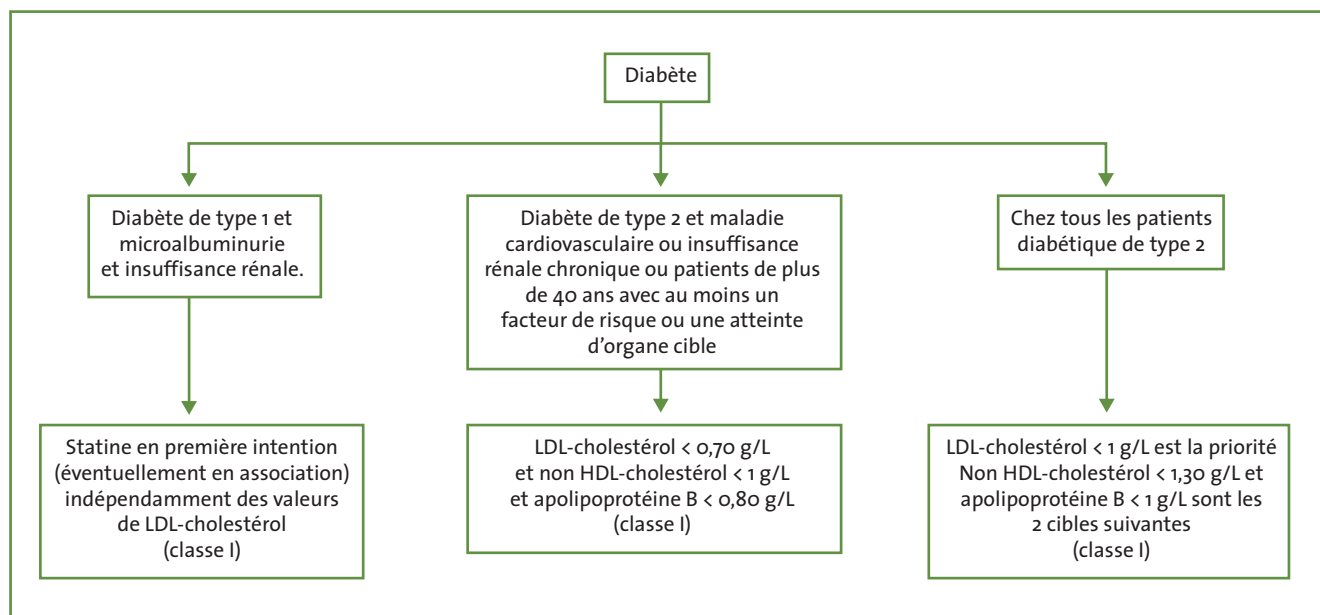 Diabète
Diabète de type 1 et
microalbuminurie
et insuffisance rénale.
Diabète de type 2 et maladie
cardiovasculaire ou insuffisance
rénale chronique ou patients de plus
de 40 ans avec au moins un
facteur de risque ou une atteinte
d’organe cible
Chez tous les patients
diabétique de type 2
Statine en première intention
(éventuellement en association)
indépendamment des valeurs
de LDL-cholestérol
(classe I)
LDL-cholestérol < 0,70 g/L
et non HDL-cholestérol < 1 g/L
et apolipoprotéine B < 0,80 g/L
(classe I)
LDL-cholestérol < 1 g/L est la priorité
Non HDL-cholestérol < 1,30 g/L et
apolipoprotéine B < 1 g/L sont les
2 cibles suivantes
(classe I)